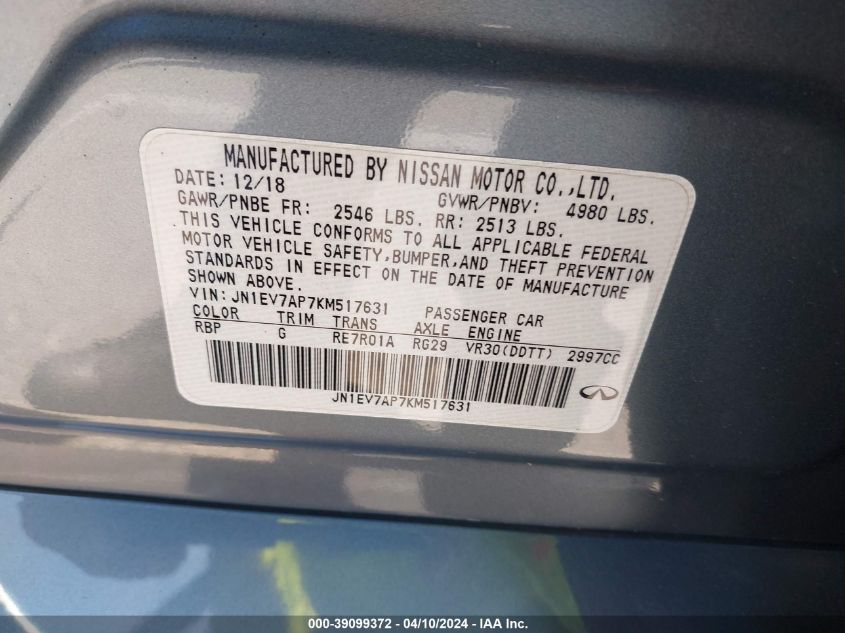 MANUFACTURED BY NISSAN MOTOR CO.,LTD.
DATE: 12/18 GVWR/PNBV: 4980 LBS.
GAWR/PNBE FR: 2546 LBS. RR: 2513 LBS.
THIS VEHICLE CONFORMS TO ALL APPLICABLE FEDERAL
MOTOR VEHICLE SAFETY,BUMPER,AND THEFT PREVENTION
STANDARDS IN EFFECT ON THE DATE OF MANUFACTURE
SHOWN ABOVE.
VIN: JN1EV7AP7KM517631 PASSENGER CAR
COLOR TRIM TRANS AXLE ENGINE
RBP G RE7R01A RG29 VR30(DDTT) 2997CC
JN1EV7AP7KM517631
000-39099372 - 04/10/2024 - IAA Inc.